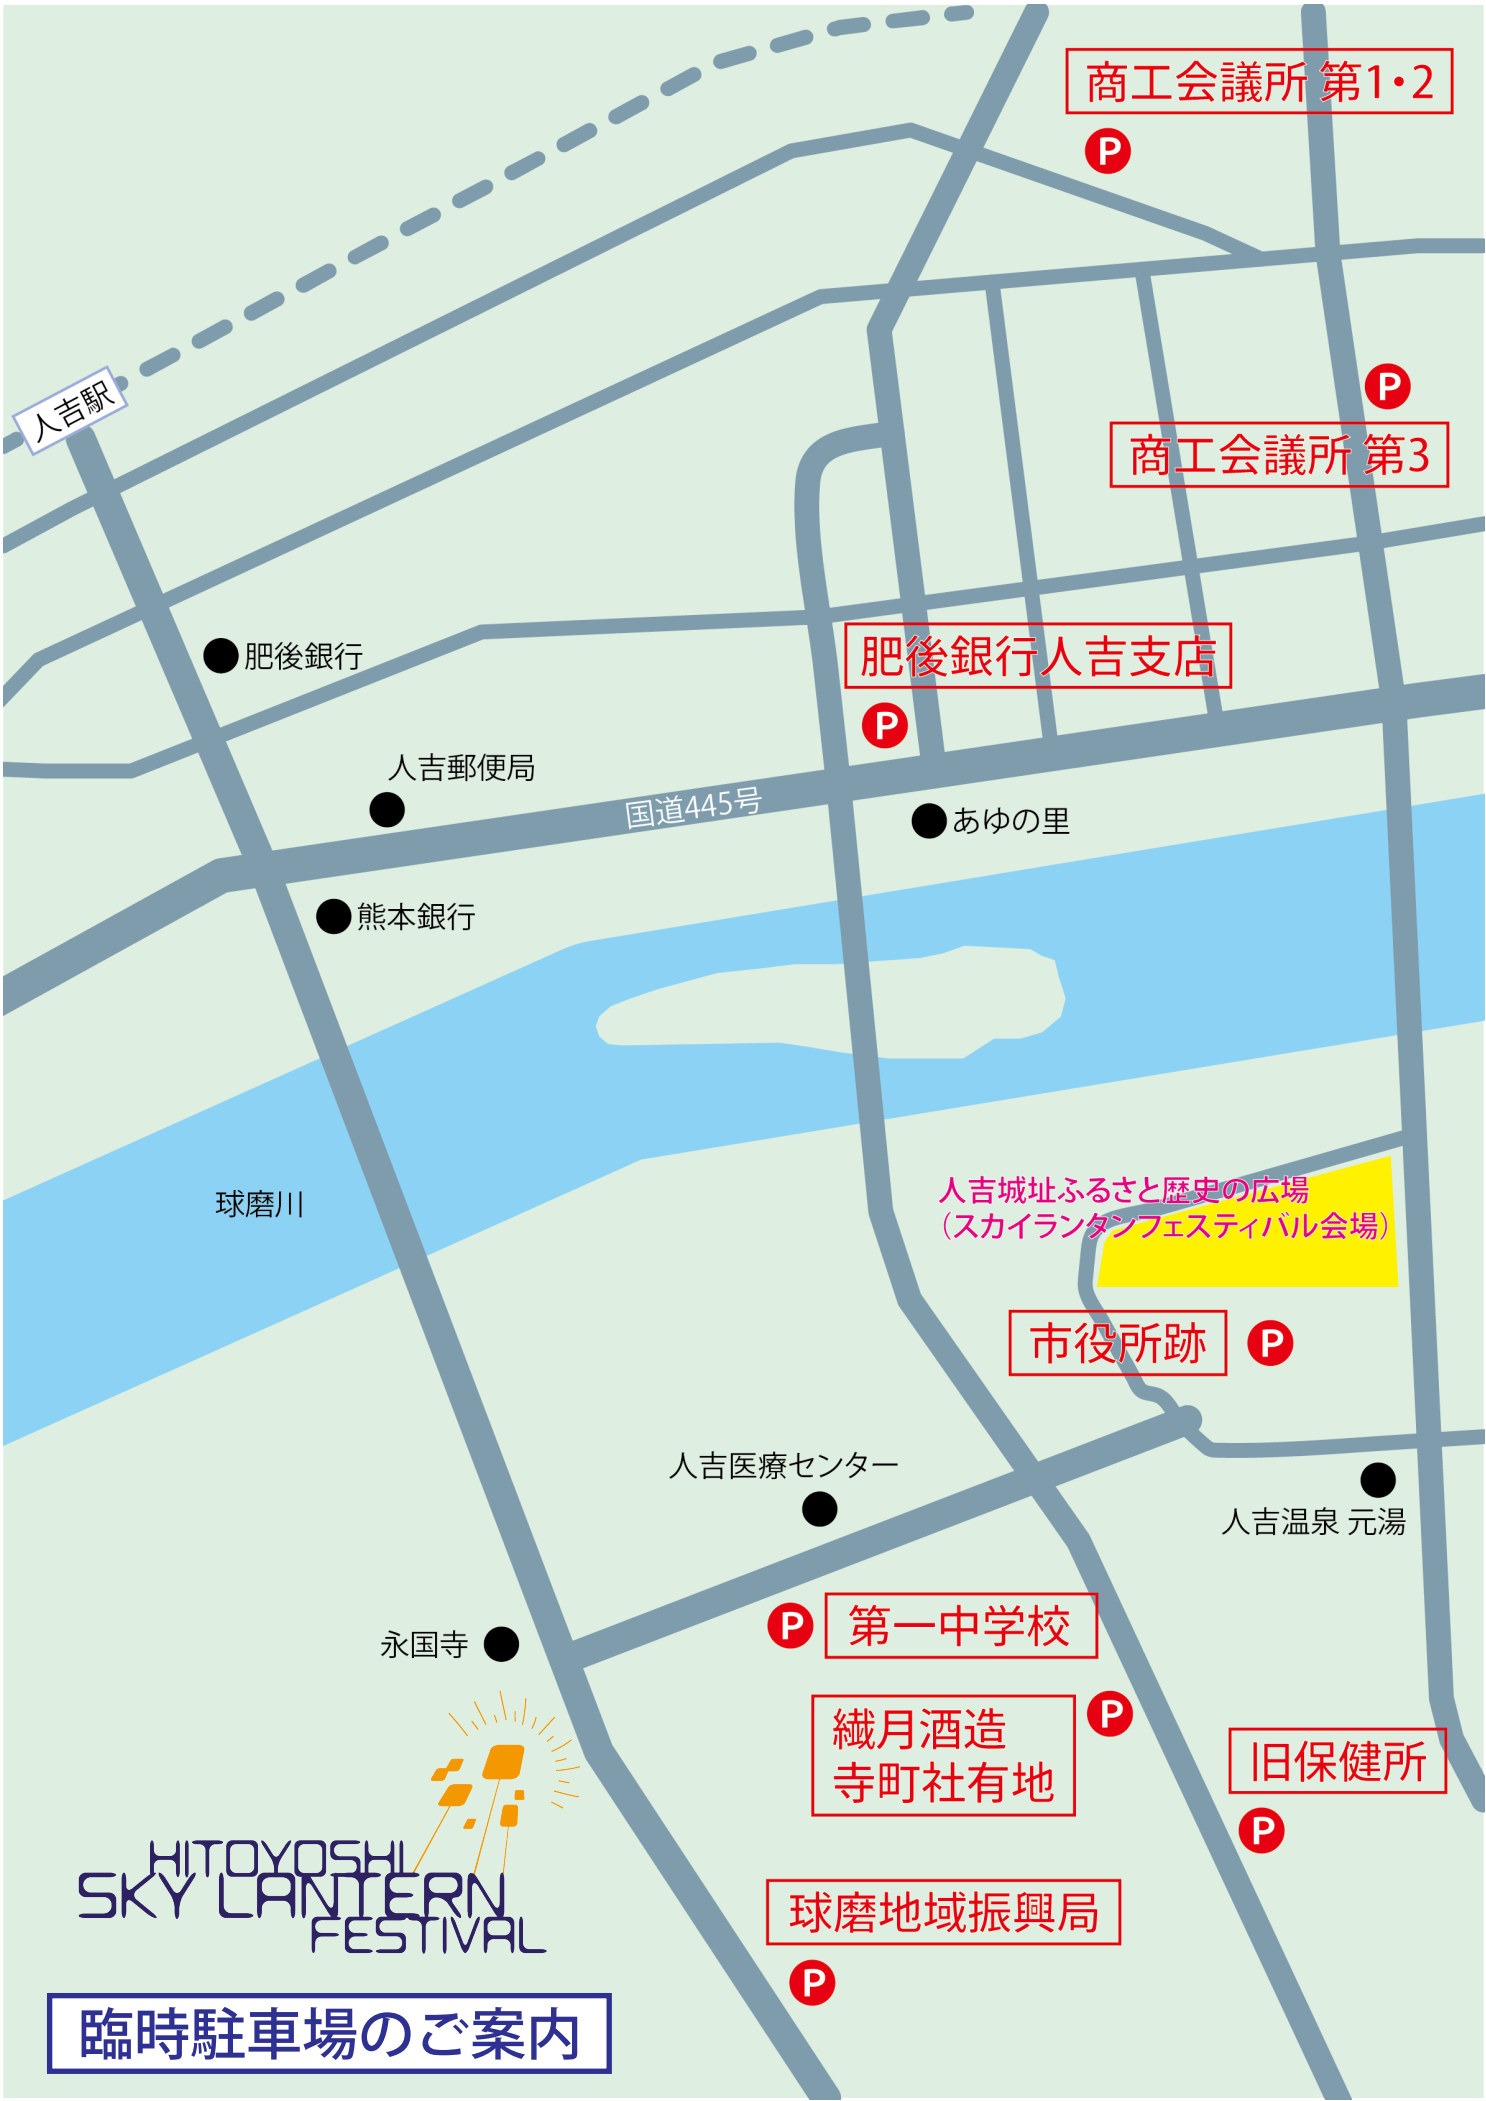 商工会議所 第1・2
P
人吉駅
P
商工会議所 第3
肥後銀行
肥後銀行人吉支店
P
人吉郵便局
国道445号
あゆの里
熊本銀行
球磨川
人吉城址ふるさと歴史の広場
（スカイランタンフェスティバル会場）
市役所跡
P
人吉医療センター
人吉温泉 元湯
P
第一中学校
永国寺
繊月酒造
寺町社有地
P
旧保健所
P
HITOYOSHI
SKY LANTERN
FESTIVAL
球磨地域振興局
P
臨時駐車場のご案内